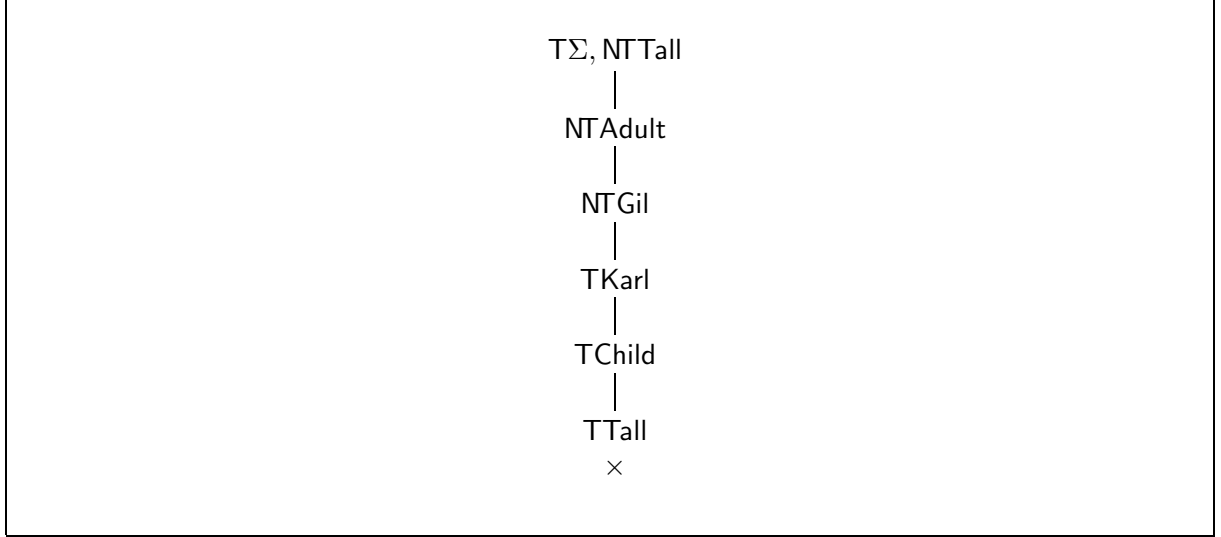 TΣ, NTTall
NTAdult
NTGil
TKarl
TChild
TTall
×